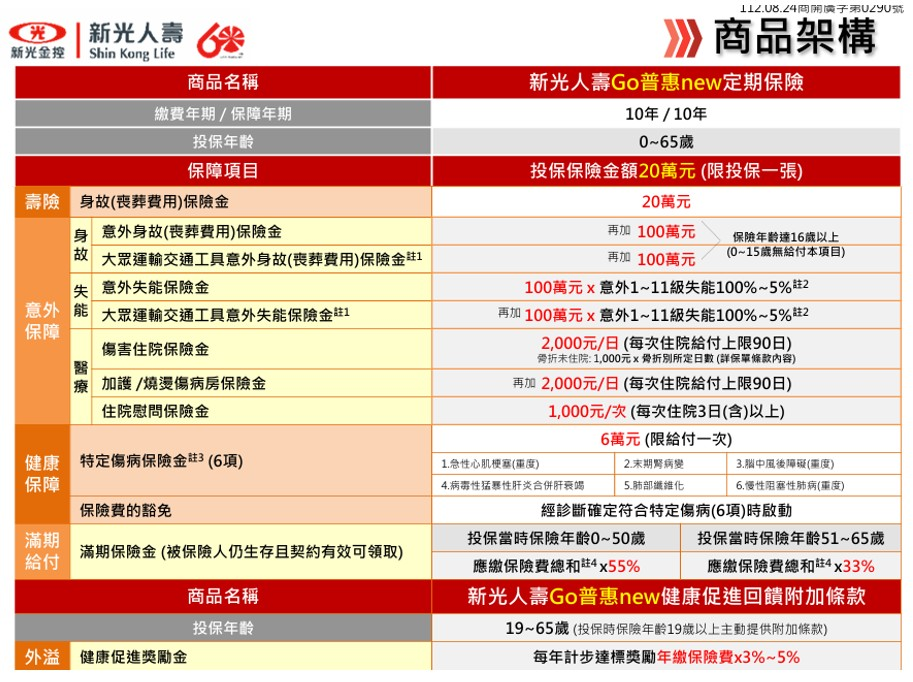 112.08.24商開廣字第0290號
新光金控
新光人壽
Shin Kong Life
60
商品架構
商品名稱
新光人壽Go普惠new定期保險
繳費年期 / 保障年期
10年 / 10年
投保年齡
0~65歲
保障項目
投保保險金額20萬元 (限投保一張)
壽險
身故(喪葬費用)保險金
20萬元
意外
保障
身
故
意外身故(喪葬費用)保險金
再加 100萬元
大眾運輸交通工具意外身故(喪葬費用)保險金註1
再加 100萬元
保險年齡達16歲以上
(0~15歲無給付本項目)
失
能
意外失能保險金
100萬元 x 意外1~11級失能100%~5%註2
大眾運輸交通工具意外失能保險金註1
再加 100萬元 x 意外1~11級失能100%~5%註2
醫
療
傷害住院保險金
2,000元/日 (每次住院給付上限90日)
骨折未住院: 1,000元 x 骨折別所定日數 (詳保單條款內容)
加護 /燒燙傷病房保險金
再加 2,000元/日 (每次住院給付上限90日)
住院慰問保險金
1,000元/次 (每次住院3日(含)以上)
健康
保障
特定傷病保險金註3 (6項)
6萬元 (限給付一次)
1.急性心肌梗塞(重度)
2.末期腎病變
3.腦中風後障礙(重度)
4.病毒性猛暴性肝炎合併肝衰竭
5.肺部纖維化
6.慢性阻塞性肺病(重度)
保險費的豁免
經診斷確定符合特定傷病(6項)時啟動
滿期
給付
滿期保險金 (被保險人仍生存且契約有效可領取)
投保當時保險年齡0~50歲
投保當時保險年齡51~65歲
應繳保險費總和註4 x55%
應繳保險費總和註4 x33%
商品名稱
新光人壽Go普惠new健康促進回饋附加條款
投保年齡
19~65歲 (投保時保險年齡19歲以上主動提供附加條款)
外溢
健康促進獎勵金
每年計步達標獎勵年繳保險費x3%~5%